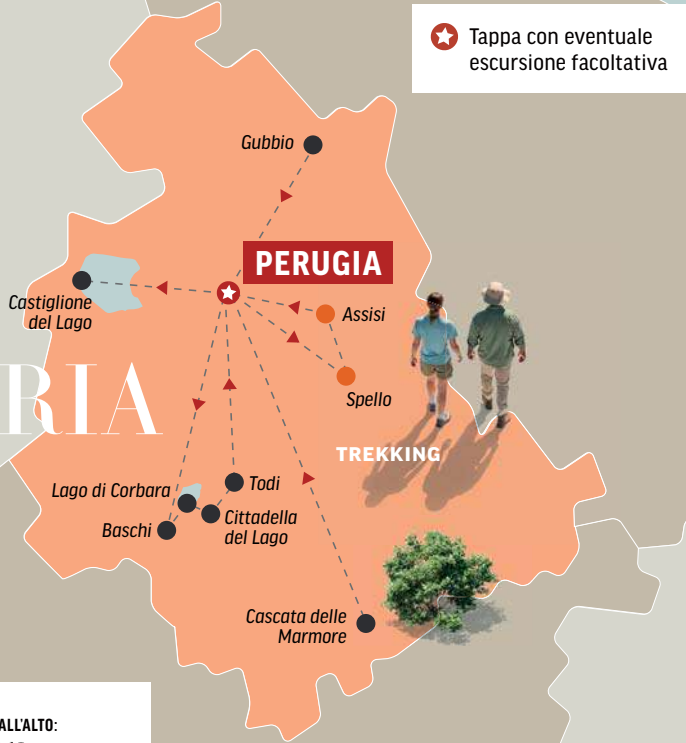 Tappa con eventuale
escursione facoltativa
Gubbio
PERUGIA
Castiglione
del Lago
Assisi
Spello
RIA
TREKKING
Lago di Corbara
Todi
Cittadella
del Lago
Baschi
Cascata delle
Marmore
ALL'ALTO: